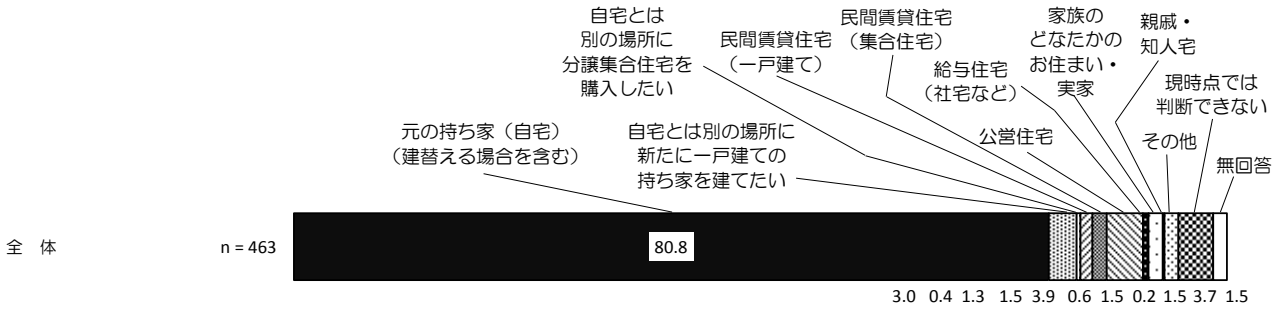 自宅とは
別の場所に
分譲集合住宅を
購入したい
民間賃貸住宅
（一戸建て）
民間賃貸住宅
（集合住宅）
給与住宅
（社宅など）
家族の
どなたかの
お住まい・
実家
親戚・
知人宅
現時点では
判断できない
元の持ち家（自宅）
（建替える場合を含む）
自宅とは別の場所に
新たに一戸建ての
持ち家を建てたい
公営住宅
その他
無回答
全 体 n = 463 80.8
3.0 0.4 1.3 1.5 3.9 0.6 1.5 0.2 1.5 3.7 1.5